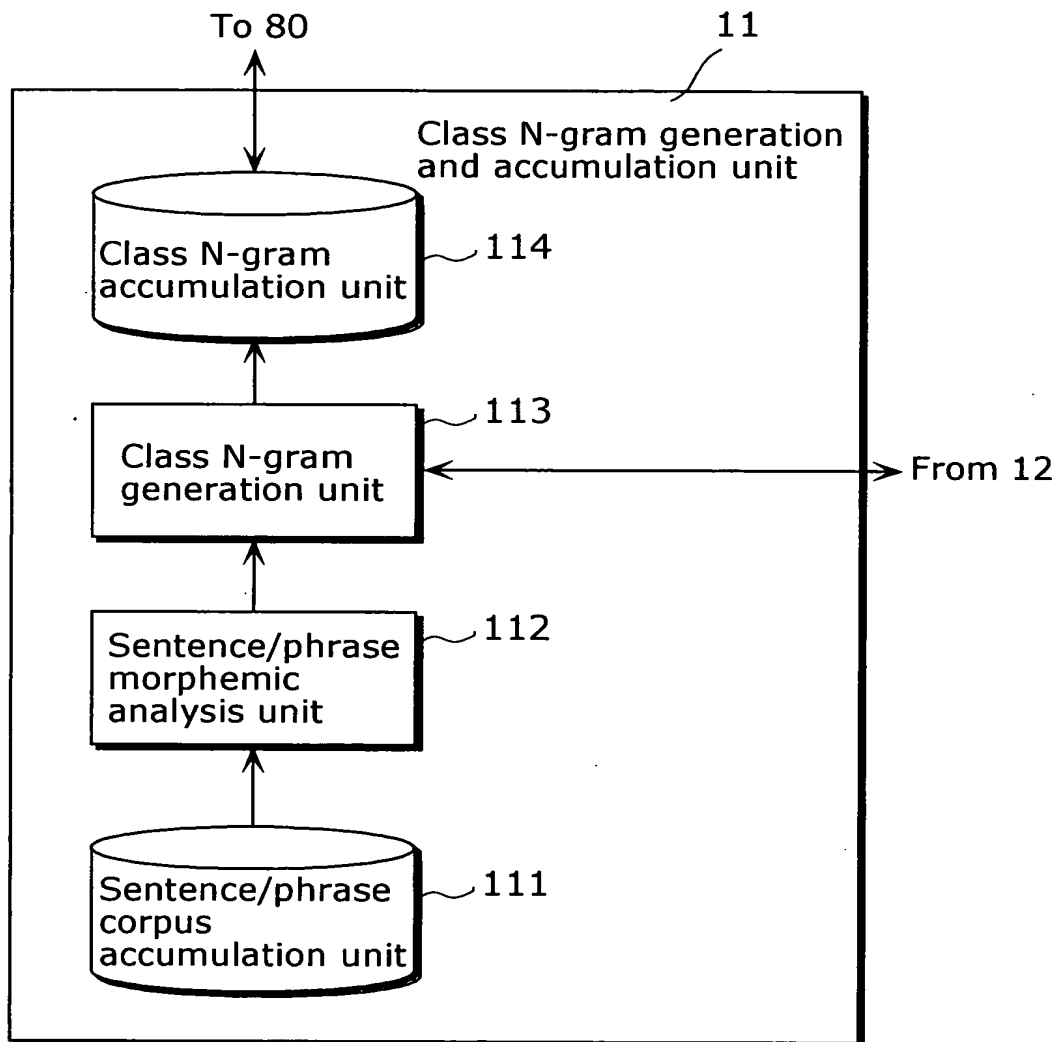 To 80
11
Class N-gram generation
and accumulation unit
Class N-gram
accumulation unit
114
113
Class N-gram
generation unit
From 12
Sentence/phrase
morphemic
analysis unit
112
Sentence/phrase
corpus
accumulation unit
111